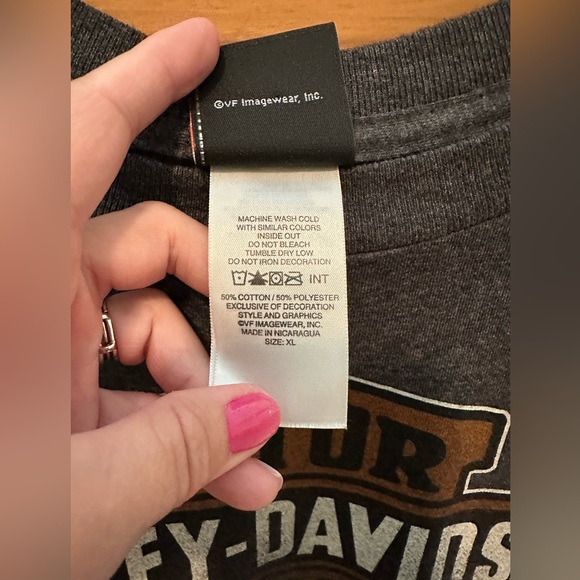 ©VF Imagewear, Inc.
MACHINE WASH COLD
WITH SIMILAR COLORS
INSIDE OUT
DO NOT BLEACH
TUMBLE DRY LOW
DO NOT IRON DECORATION
INT
50% COTTON / 50% POLYESTER
EXCLUSIVE OF DECORATION
STYLE AND GRAPHICS
©VF IMAGEWEAR, INC.
MADE IN NICARAGUA
SIZE: XL
TOR
EY-DAVIDS